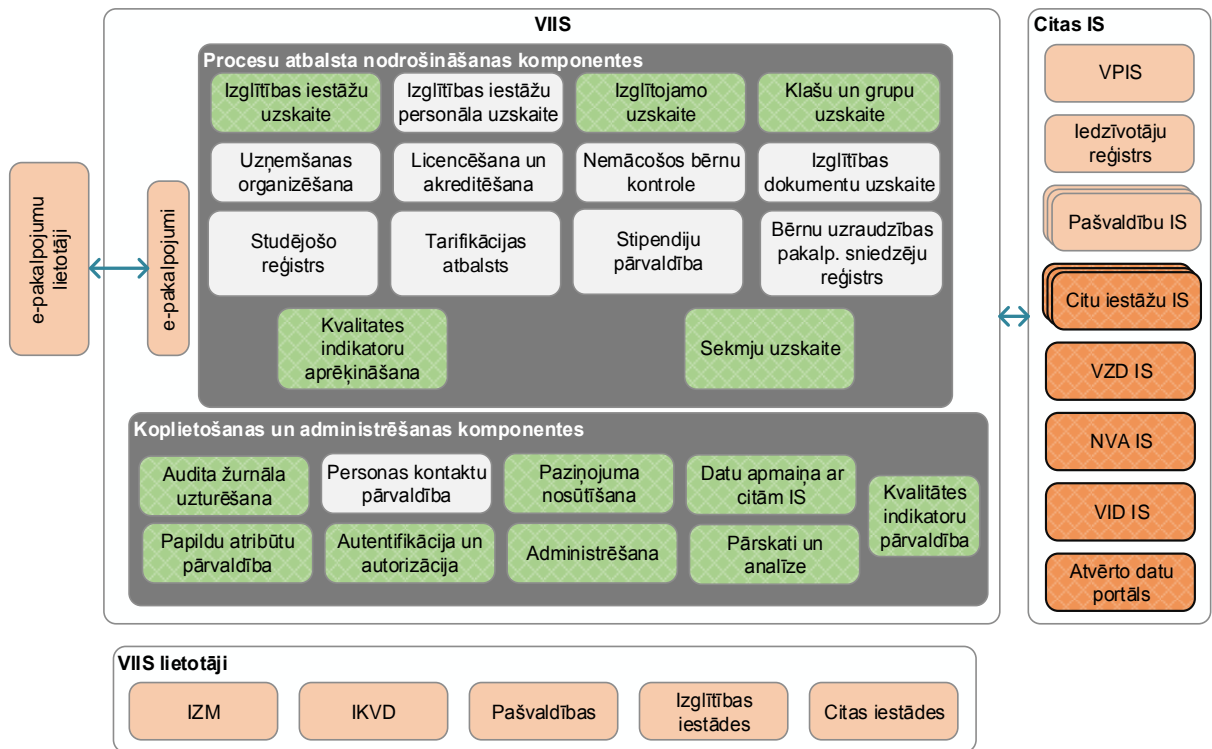 VIIS
Procesu atbalsta nodrošināšanas komponentes
Izglītības iestāžu
uzskaite
Izglītības iestāžu
personāla uzskaite
Izglītojamo
uzskaite
Klašu un grupu
uzskaite
Uzņemšanas
organizēšana
Licencēšana un
akreditēšana
Nemācošos bērnu
kontrole
Izglītības
dokumentu uzskaite
Studējošo
reģistrs
Tarifikācijas
atbalsts
Stipendiju
pārvaldība
Bērnu uzraudzības
pakalp. sniedzēju
reģistrs
Kvalitates
indikatoru
aprēķināšana
Sekmju uzskaite
e-pakalpojumu
lietotāji
e-pakalpojumi
Koplietošanas un administrēšanas komponentes
Audita žurnāla
uzturēšana
Personas kontaktu
pārvaldība
Paziņojuma
nosūtīšana
Datu apmaiņa ar
citām IS
Kvalitātes
indikatoru
pārvaldība
Papildu atribūtu
pārvaldība
Autentifikācija un
autorizācija
Administrēšana
Pārskati un
analīze
Citas IS
VPIS
Iedzīvotāju
reģistrs
Pašvaldību IS
Citu iestāžu IS
VZD IS
NVA IS
VID IS
Atvērto datu
portāls
VIIS lietotāji
IZM
IKVD
Pašvaldības
Izglītības
iestādes
Citas iestādes